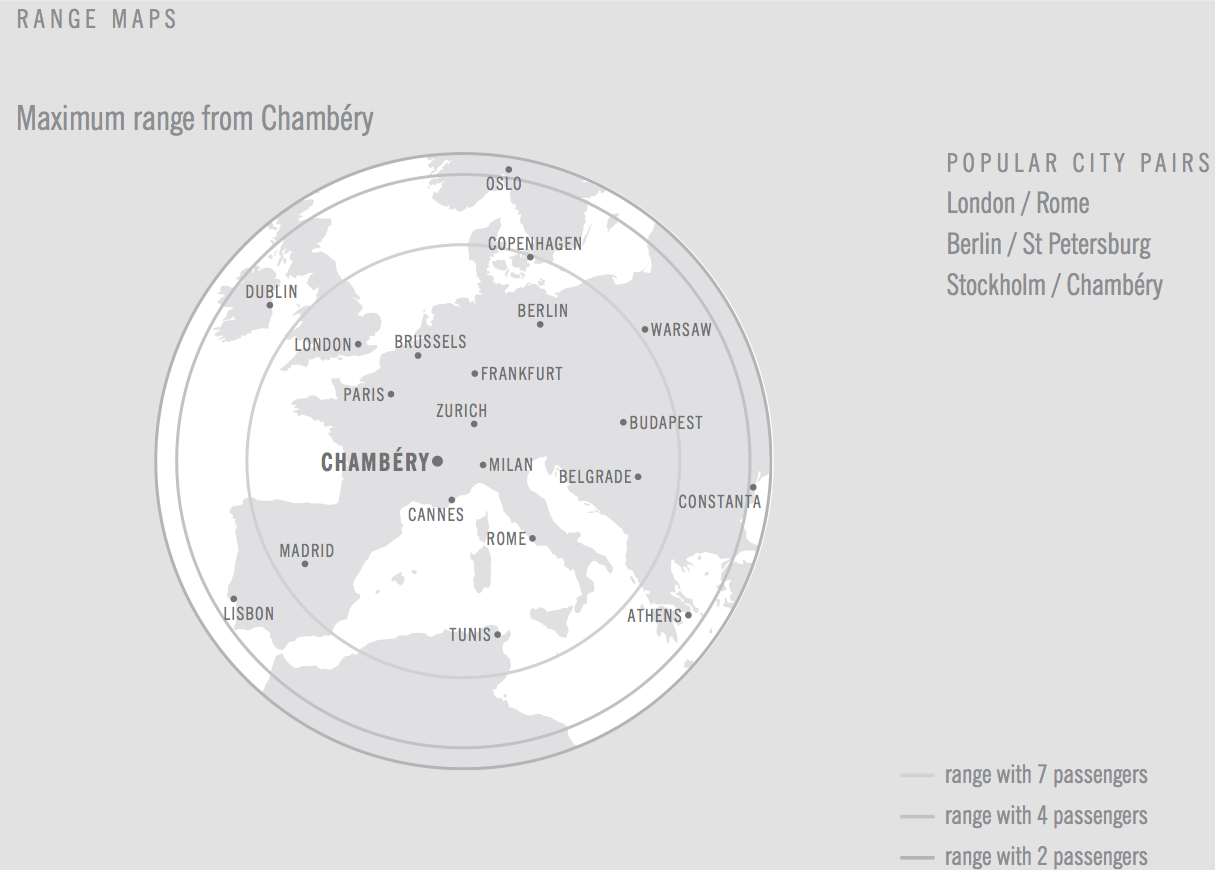 RANGE MAPS
Maximum range from Chambéry
OSLO
COPENHAGEN
DUBLIN
BERLIN
LONDON
BRUSSELS
WARSAW
FRANKFURT
PARIS
ZURICH
BUDAPEST
CHAMBÉRY
MILAN
BELGRADE
CANNES
CONSTANTA
ROME
MADRID
LISBON
ATHENS
TUNIS
POPULAR CITY PAIRS
London / Rome
Berlin / St Petersburg
Stockholm / Chambéry
range with 7 passengers
range with 4 passengers
range with 2 passengers